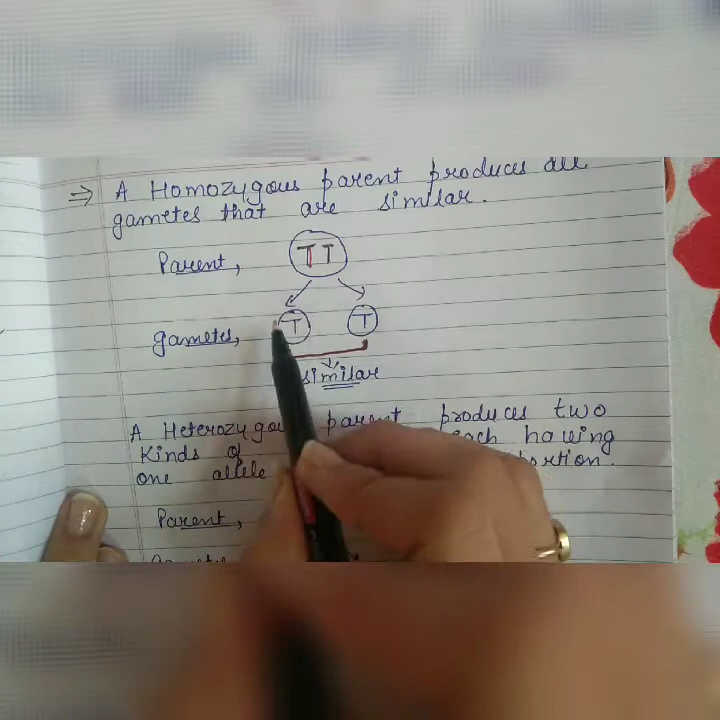 ⇒ A Homozygous parent produces all
gametes that are similar.
Parent, TT
gametes, T T
similar
A Heterozygous parent produces two
Kinds of each having
one allele
Parent,